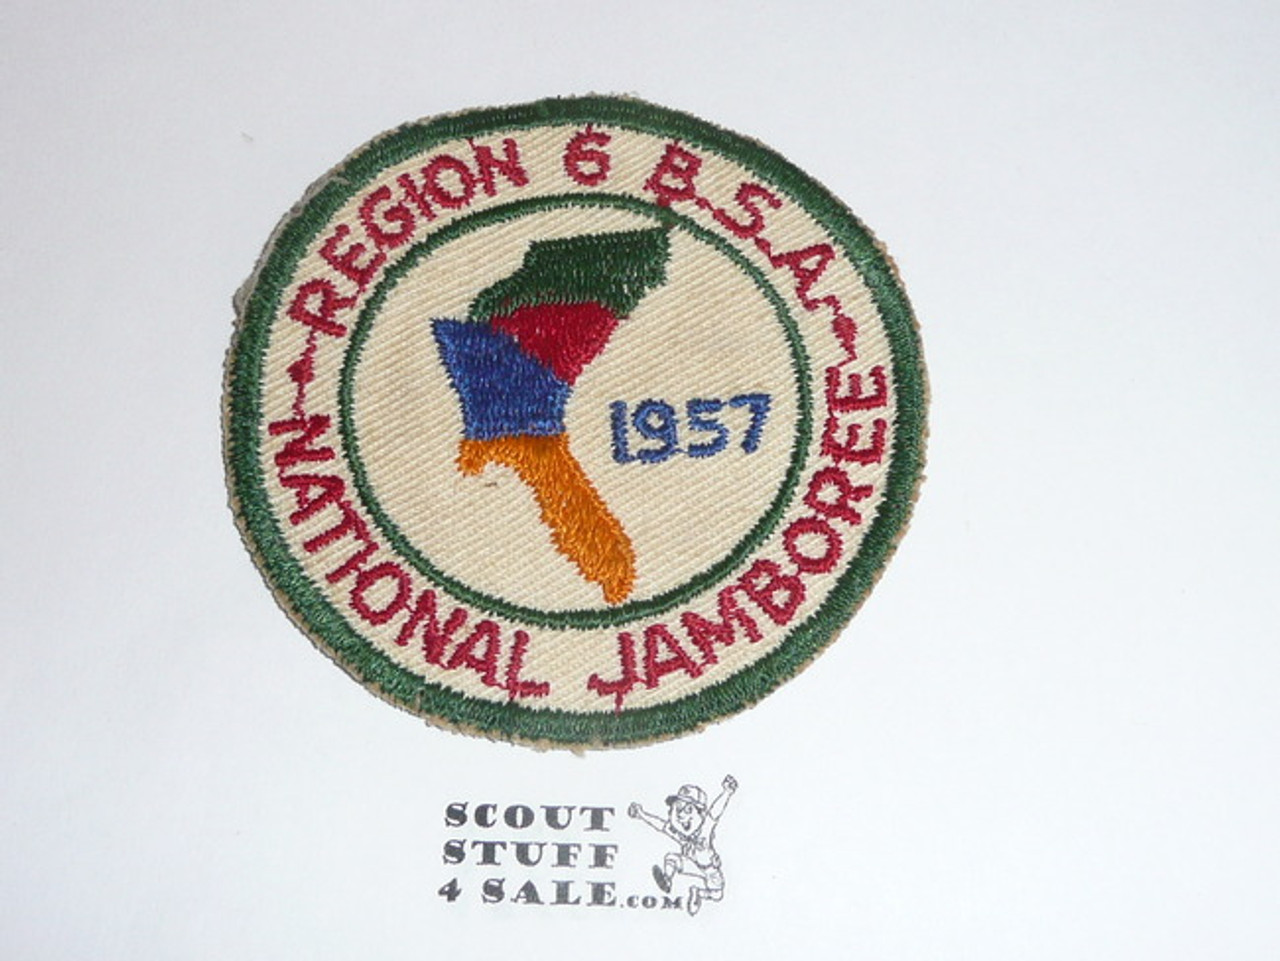 REGION 6 B.S.A
1957
NATIONAL JAMBOREE
SCOUT
STUFF
4 SALE.COM